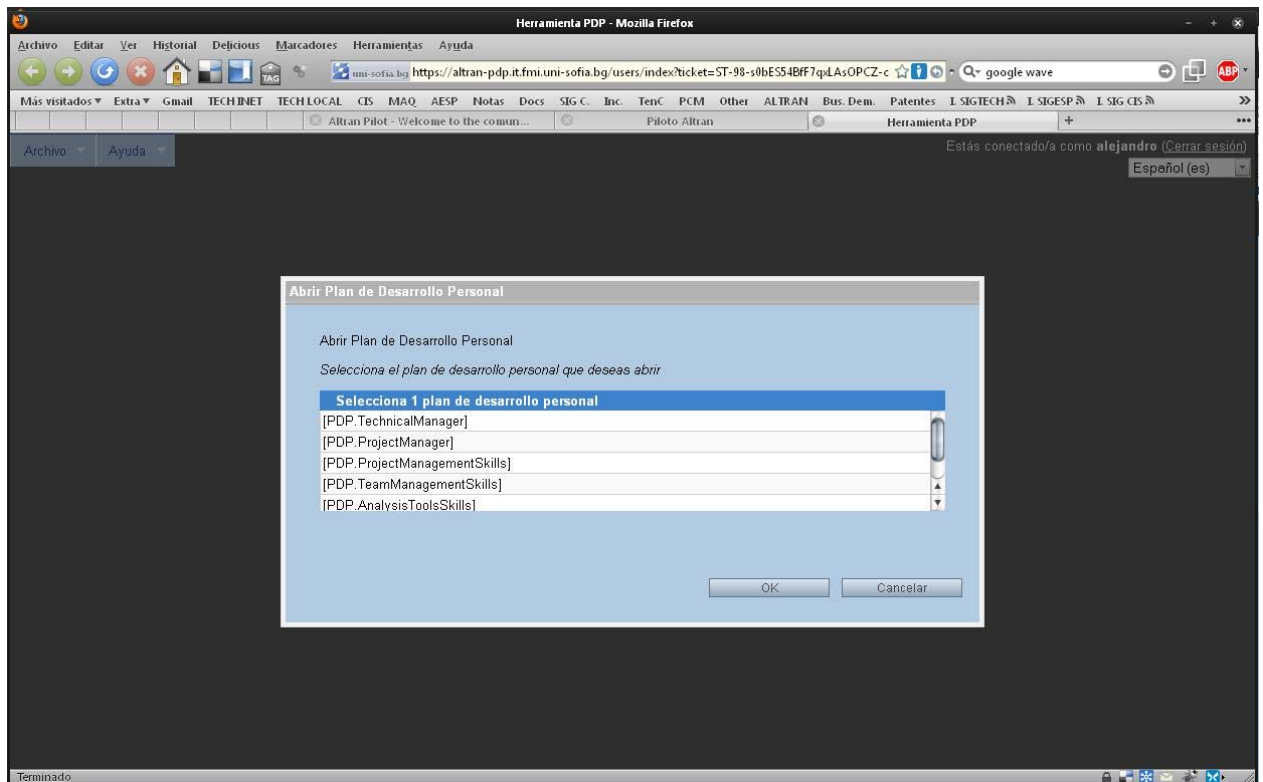 Herramienta PDP - Mozilla Firefox
Archivo Editar Ver Historial Delicious Marcadores Herramientas Ayuda
TAG uni-sofia.bg https://altran-pdp.it.fmi.uni-sofia.bg/users/index?ticket=ST-98-s0bES54BfF7qxLAsOPCZ-c google wave ABP
Más visitados Extra Gmail TECH INET TECH LOCAL CIS MAQ AESP Notas Docs SIG C. Inc. TenC PCM Other ALTRAN Bus. Dem. Patentes I. SIGTECH I. SIGESP I. SIG CIS »
Altran Pilot - Welcome to the comun... Piloto Altran Herramienta PDP +
Archivo Ayuda Estás conectado/a como alejandro (Cerrar sesión)
Español (es)
Abrir Plan de Desarrollo Personal
Abrir Plan de Desarrollo Personal
Selecciona el plan de desarrollo personal que deseas abrir
Selecciona 1 plan de desarrollo personal
[PDP.TechnicalManager]
[PDP.ProjectManager]
[PDP.ProjectManagementSkills]
[PDP.TeamManagementSkills]
[PDP.AnalysisToolsSkills]
OK Cancelar
Terminado